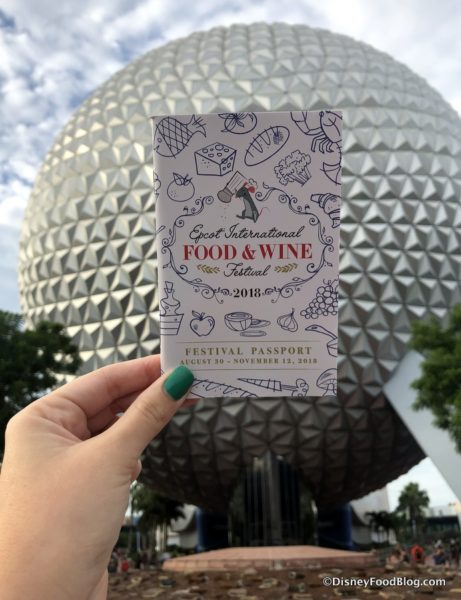 Epcot International
FOOD & WINE
Festival
2018
FESTIVAL PASSPORT
AUGUST 30 - NOVEMBER 12, 2018
©DisneyFoodBlog.com